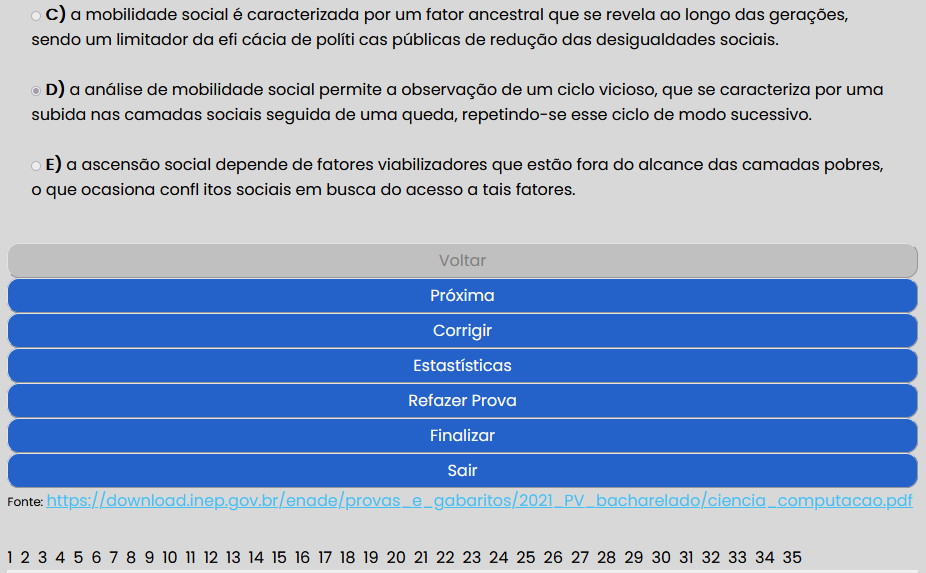 C) a mobilidade social é caracterizada por um fator ancestral que se revela ao longo das gerações,
sendo um limitador da efi cácia de políti cas públicas de redução das desigualdades sociais.
D) a análise de mobilidade social permite a observação de um ciclo vicioso, que se caracteriza por uma
subida nas camadas sociais seguida de uma queda, repetindo-se esse ciclo de modo sucessivo.
E) a ascensão social depende de fatores viabilizadores que estão fora do alcance das camadas pobres,
o que ocasiona confl itos sociais em busca do acesso a tais fatores.
Voltar
Próxima
Corrigir
Estastísticas
Refazer Prova
Finalizar
Sair
Fonte: https://download.inep.gov.br/enade/provas_e_gabaritos/2021_PV_bacharelado/ciencia_computacao.pdf
1 2 3 4 5 6 7 8 9 10 11 12 13 14 15 16 17 18 19 20 21 22 23 24 25 26 27 28 29 30 31 32 33 34 35